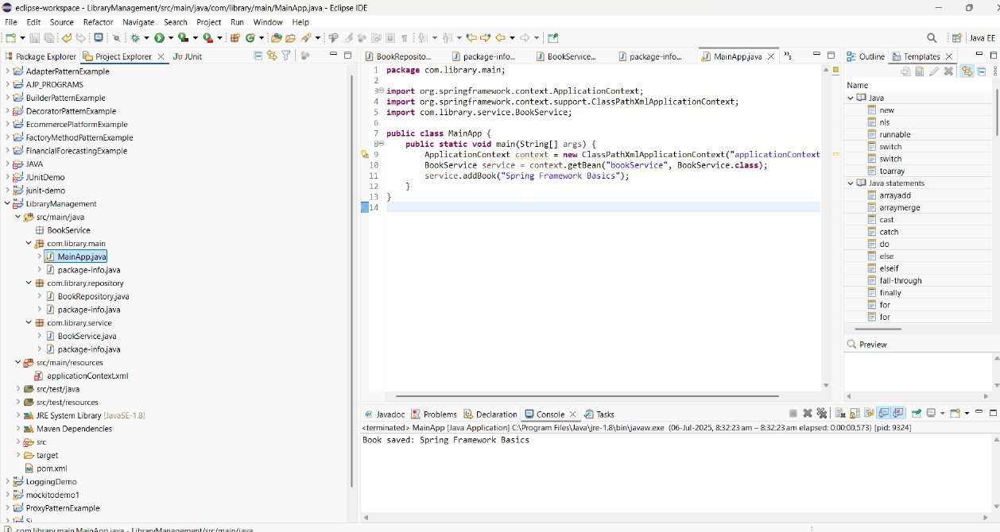 eclipse-workspace - LibraryManagement/src/main/java/com/library/main/MainApp.java - Eclipse IDE
File Edit Source Refactor Navigate Search Project Run Window Help
Java EE
Package Explorer Project Explorer JUnit
AdapterPatternExample
AJP_PROGRAMS
BuilderPatternExample
DecoratorPatternExample
EcommercePlatformExample
FactoryMethodPatternExample
FinancialForecastingExample
JAVA
JUnitDemo
junit-demo
LibraryManagement
src/main/java
BookService
com.library.main
MainApp.java
package-info.java
com.library.repository
BookRepository.java
package-info.java
com.library.service
BookService.java
package-info.java
src/main/resources
applicationContext.xml
src/test/java
src/test/resources
JRE System Library [JavaSE-1.8]
Maven Dependencies
src
target
pom.xml
LoggingDemo
mockitodemo1
ProxyPatternExample
Si
BookReposito... package-info... BookService... package-info... MainApp.java »3
1 package com.library.main;
2
3 import org.springframework.context.ApplicationContext;
4 import org.springframework.context.support.ClassPathXmlApplicationContext;
5 import com.library.service.BookService;
6
7 public class MainApp {
8 public static void main(String[] args) {
9 ApplicationContext context = new ClassPathXmlApplicationContext("applicationContext
10 BookService service = context.getBean("bookService", BookService.class);
11 service.addBook("Spring Framework Basics");
12 }
13 }
14
Outline Templates
Name
Java
new
nls
runnable
switch
switch
toarray
Java statements
arrayadd
arraymerge
cast
catch
do
else
elseif
fall-through
finally
for
for
Preview
Javadoc Problems Declaration Console Tasks
<terminated> MainApp [Java Application] C:\Program Files\Java\jre-1.8\bin\javaw.exe (06-Jul-2025, 8:32:23 am – 8:32:23 am elapsed: 0:00:00.573) [pid: 9324]
Book saved: Spring Framework Basics
com.library.main.MainApp.java - LibraryManagement/src/main/java